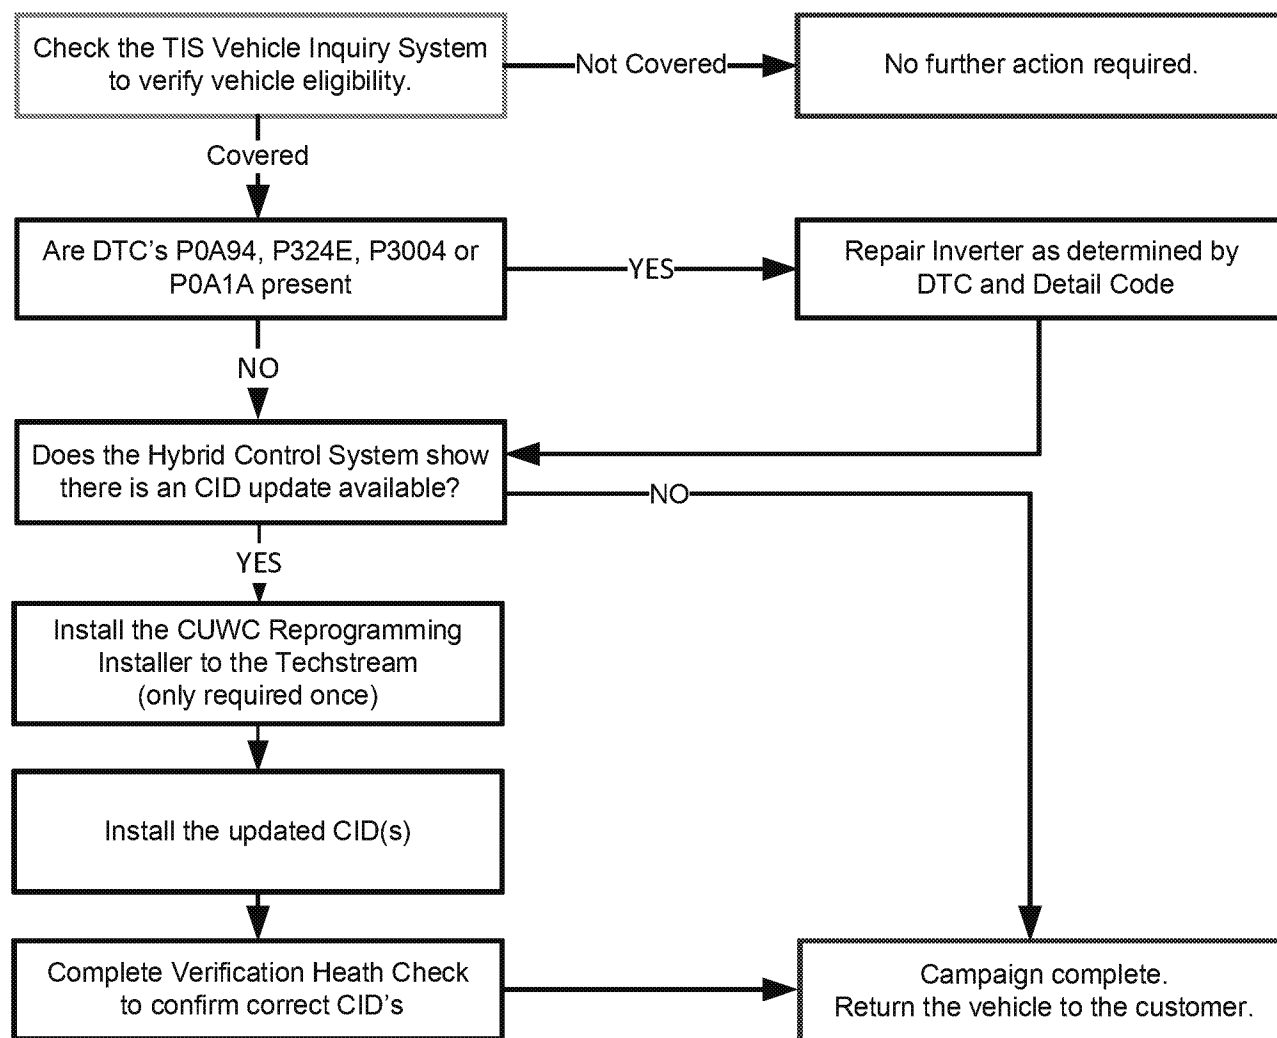 Check the TIS Vehicle Inquiry System
to verify vehicle eligibility.
Not Covered
No further action required.
Covered
Are DTC's P0A94, P324E, P3004 or
P0A1A present
YES
Repair Inverter as determined by
DTC and Detail Code
NO
Does the Hybrid Control System show
there is an CID update available?
NO
YES
Install the CUWC Reprogramming
Installer to the Techstream
(only required once)
Install the updated CID(s)
Complete Verification Heath Check
to confirm correct CID's
Campaign complete.
Return the vehicle to the customer.